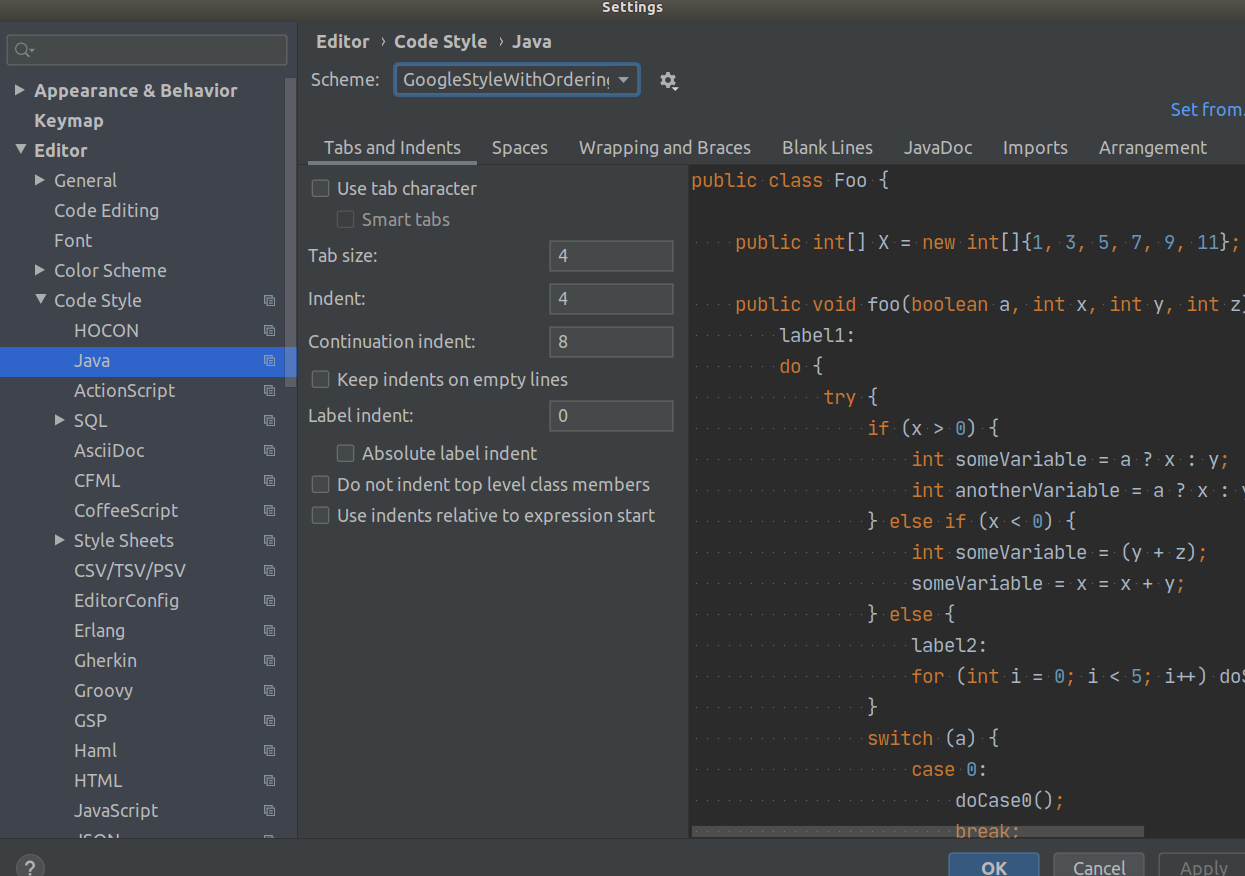 Settings
Editor › Code Style › Java
Scheme: GoogleStyleWithOrdering
Set from.
Appearance & Behavior
Keymap
Editor
General
Code Editing
Font
Color Scheme
Code Style
HOCON
Java
ActionScript
SQL
AsciiDoc
CFML
CoffeeScript
Style Sheets
CSV/TSV/PSV
EditorConfig
Erlang
Gherkin
Groovy
GSP
Haml
HTML
JavaScript
JSON
Tabs and Indents Spaces Wrapping and Braces Blank Lines JavaDoc Imports Arrangement
Use tab character
Smart tabs
Tab size: 4
Indent: 4
Continuation indent: 8
Keep indents on empty lines
Label indent: 0
Absolute label indent
Do not indent top level class members
Use indents relative to expression start
public class Foo {
public int[] X = new int[]{1, 3, 5, 7, 9, 11};
public void foo(boolean a, int x, int y, int z)
label1:
do {
try {
if (x > 0) {
int someVariable = a ? x : y;
int anotherVariable = a ? x :
} else if (x < 0) {
int someVariable = (y + z);
someVariable = x = x + y;
} else {
label2:
for (int i = 0; i < 5; i++)
}
switch (a) {
case 0:
doCase0();
break;
?
OK Cancel Apply